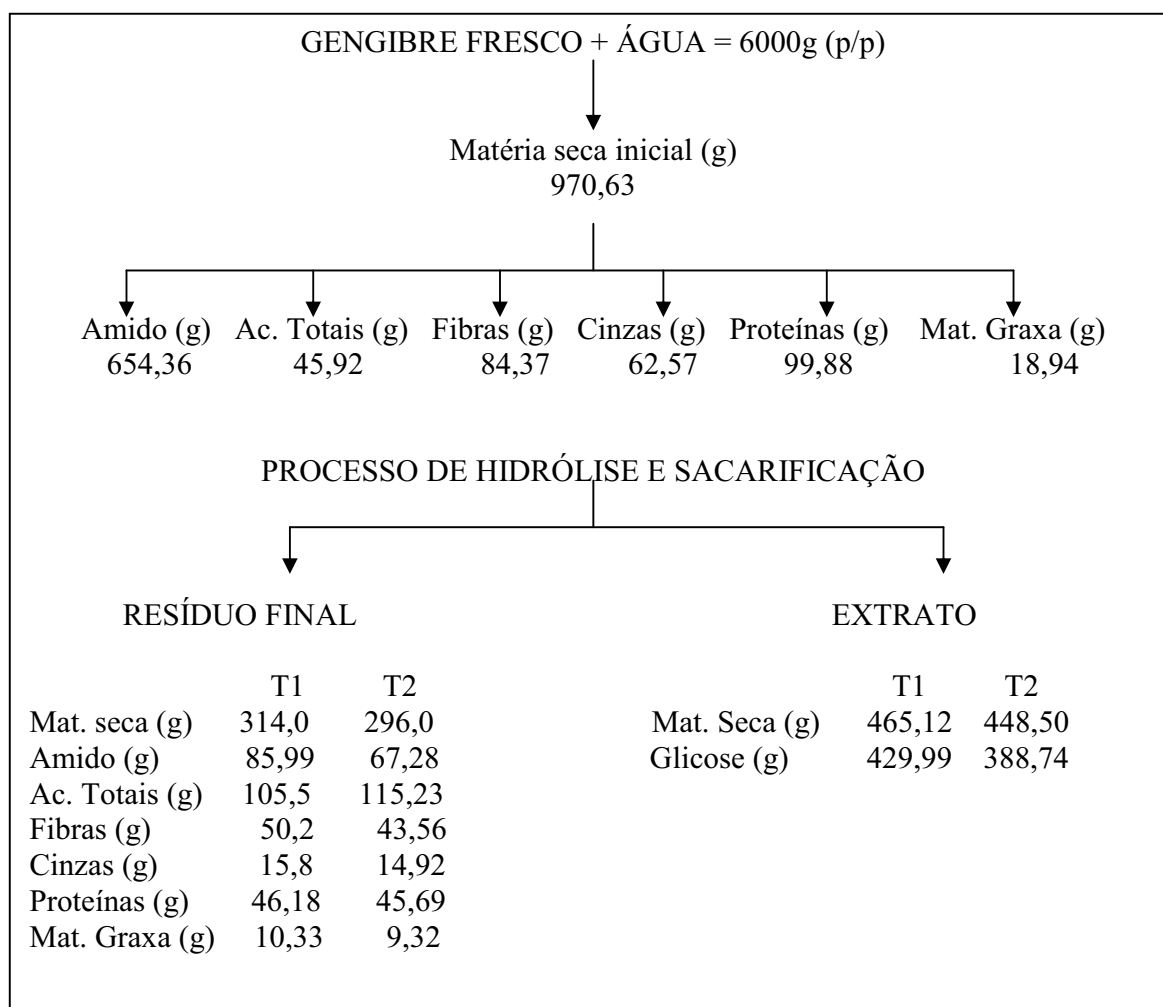 GENGIBRE FRESCO + ÁGUA = 6000g (p/p)
Matéria seca inicial (g)
970,63
Amido (g) Ac. Totais (g) Fibras (g) Cinzas (g) Proteínas (g) Mat. Graxa (g)
654,36 45,92 84,37 62,57 99,88 18,94
PROCESSO DE HIDRÓLISE E SACARIFICAÇÃO
RESÍDUO FINAL EXTRATO
T1 T2 T1 T2
Mat. seca (g) 314,0 296,0 Mat. Seca (g) 465,12 448,50
Amido (g) 85,99 67,28 Glicose (g) 429,99 388,74
Ac. Totais (g) 105,5 115,23
Fibras (g) 50,2 43,56
Cinzas (g) 15,8 14,92
Proteínas (g) 46,18 45,69
Mat. Graxa (g) 10,33 9,32